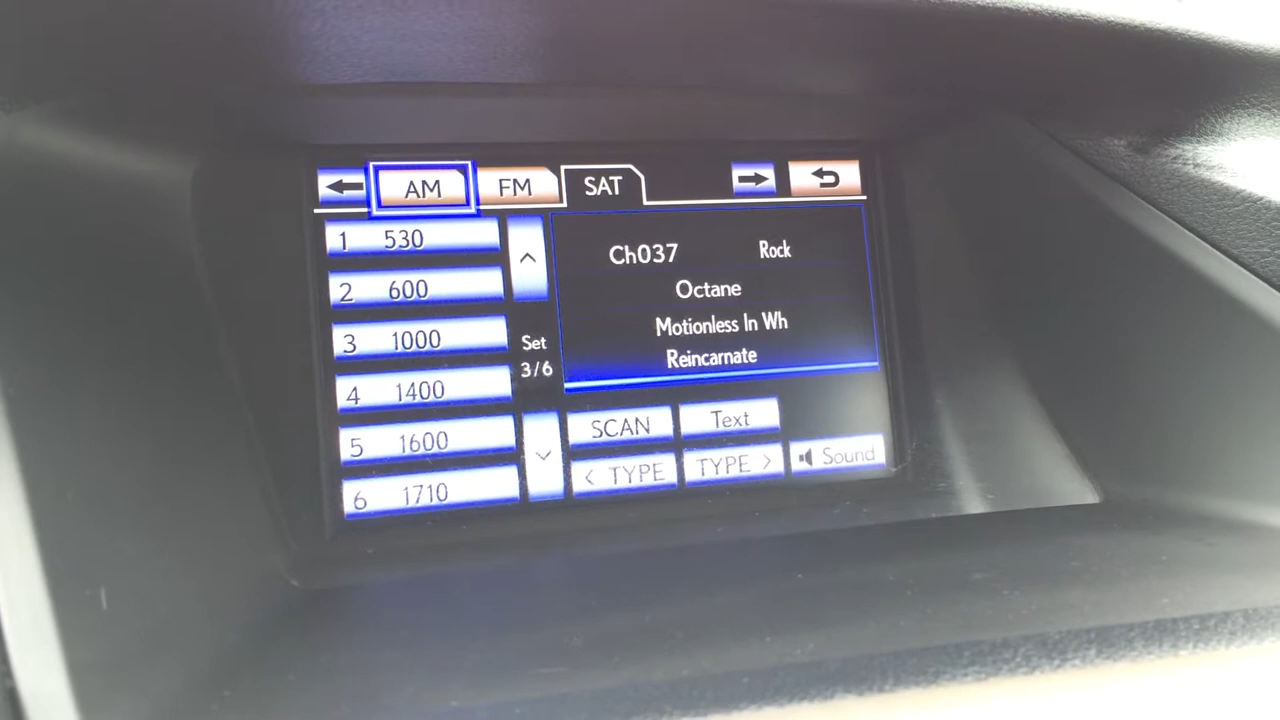 AM FM SAT
1 530
2 600
3 1000
4 1400
5 1600
6 1710
Set
3/6
Ch037 Rock
Octane
Motionless In Wh
Reincarnate
SCAN Text
< TYPE TYPE > Sound